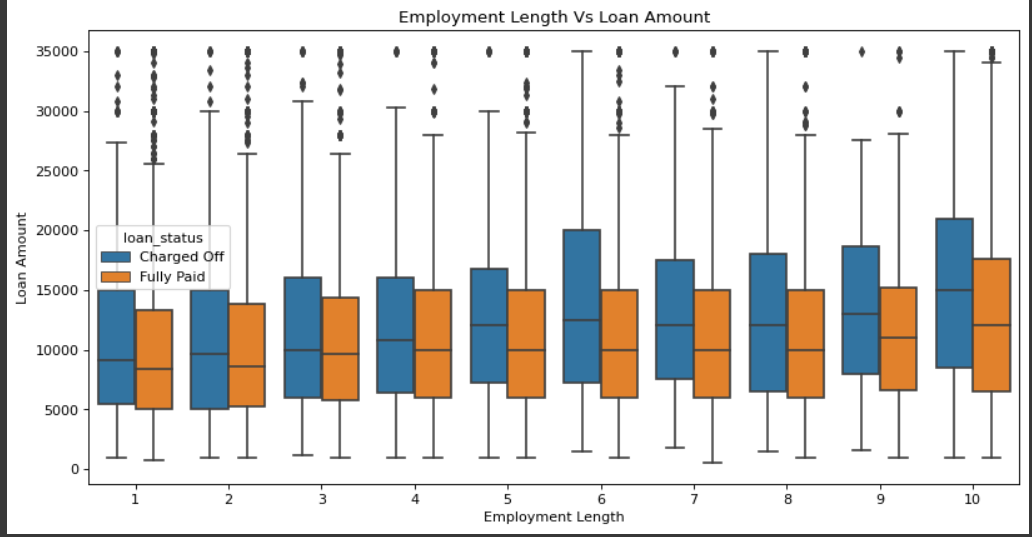 Employment Length Vs Loan Amount
35000
30000
25000
20000
15000
10000
5000
0
Loan Amount
loan_status
Charged Off
Fully Paid
1 2 3 4 5 6 7 8 9 10
Employment Length